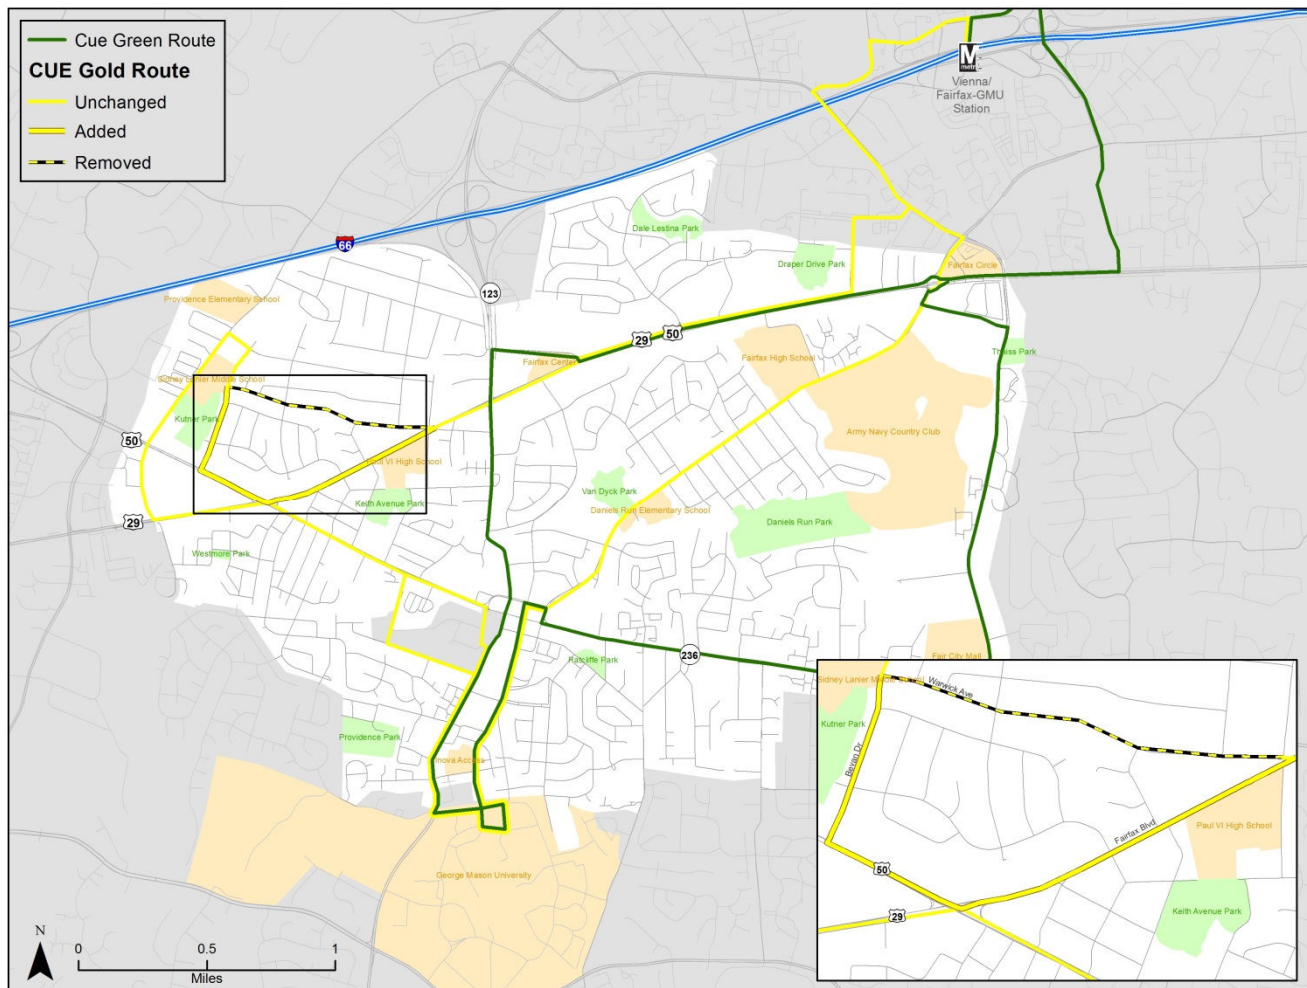 Cue Green Route
CUE Gold Route
Unchanged
Added
Removed
M
metro
Vienna/
Fairfax-GMU
Station
66
Dale Lestina Park
Draper Drive Park
Fairfax Circle
Providence Elementary School
123
29
50
Fairfax Center
Fairfax High School
Thaiss Park
Sidney Lanier Middle School
Kutner Park
50
Army Navy Country Club
Paul VI High School
Keith Avenue Park
29
Van Dyck Park
Daniels Run Elementary School
Daniels Run Park
Westmore Park
Ratcliffe Park
236
Fair City Mall
Providence Park
Inova Access
George Mason University
N
0
0.5
1
Miles
Sidney Lanier Middle School
Warwick Ave
Kutner Park
Bevan Dr
Fairfax Blvd
Paul VI High School
50
29
Keith Avenue Park